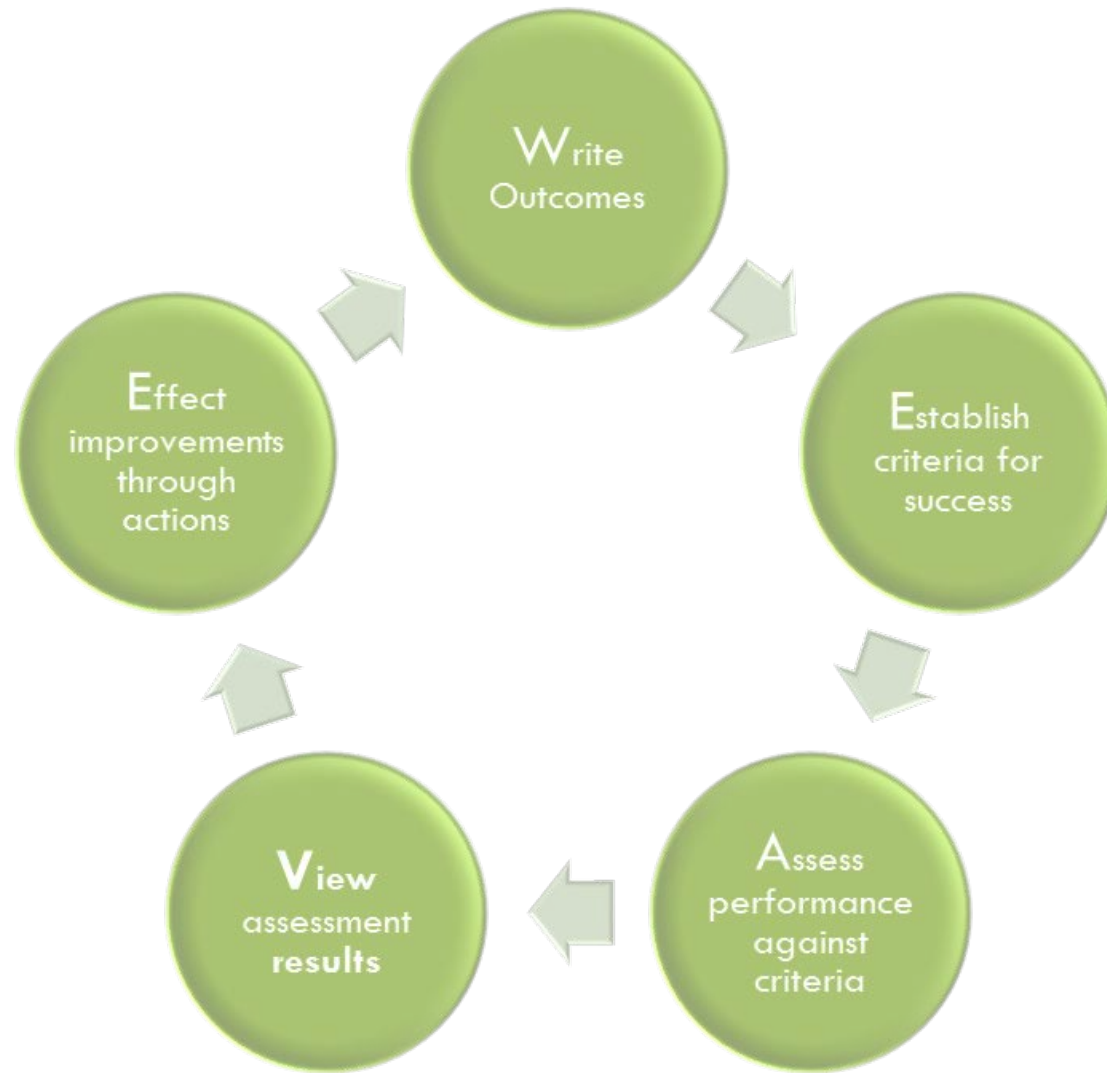 Write
Outcomes
Establish
criteria for
success
Assess
performance
against
criteria
View
assessment
results
Effect
improvements
through
actions